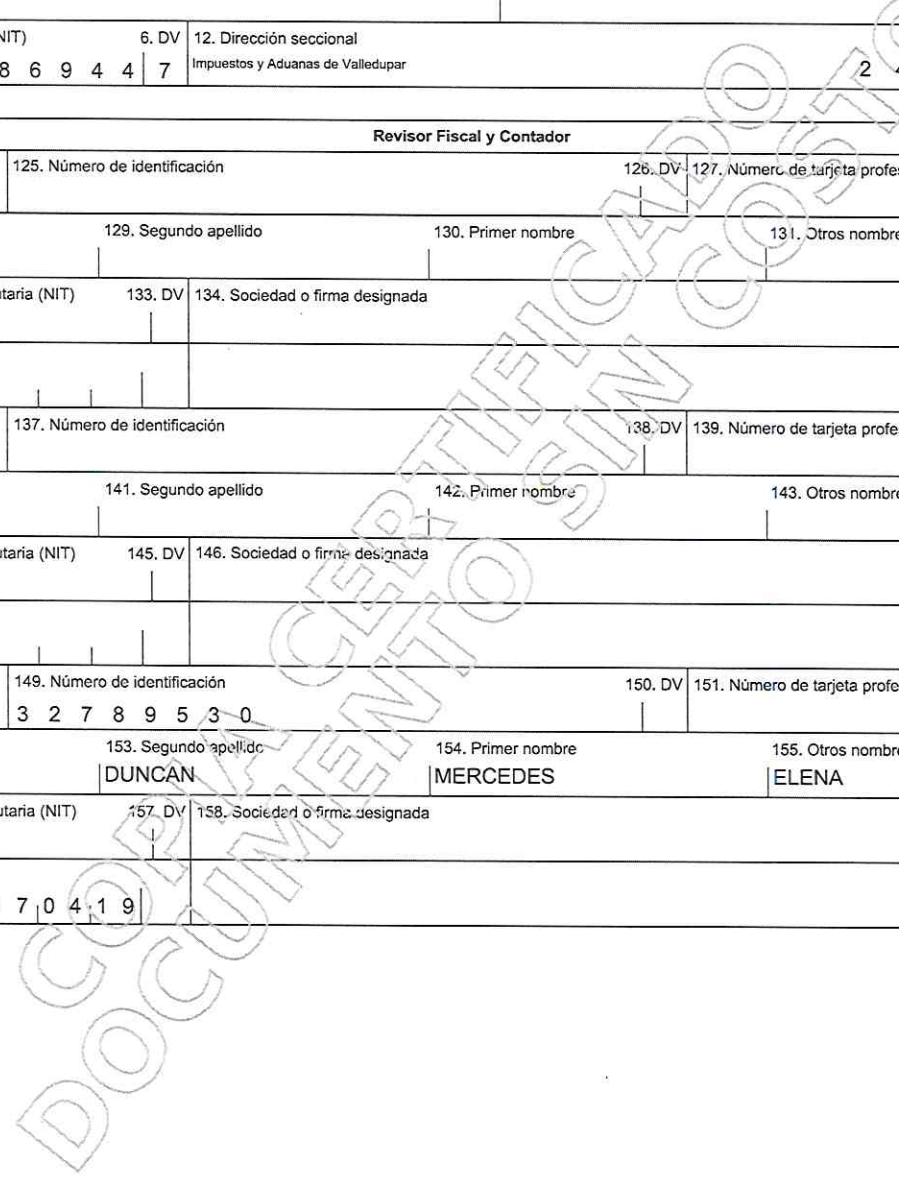 NIT) 6. DV 12. Dirección seccional
8 6 9 4 4 7 Impuestos y Aduanas de Valledupar 2 4
Revisor Fiscal y Contador
125. Número de identificación 126. DV 127. Número de tarjeta profes
129. Segundo apellido 130. Primer nombre 131. Otros nombre
taria (NIT) 133. DV 134. Sociedad o firma designada
137. Número de identificación 138. DV 139. Número de tarjeta profe
141. Segundo apellido 142. Primer nombre 143. Otros nombre
utaria (NIT) 145. DV 146. Sociedad o firma designada
149. Número de identificación 150. DV 151. Número de tarjeta profe
3 2 7 8 9 5 3 0
153. Segundo apellido 154. Primer nombre 155. Otros nombre
DUNCAN MERCEDES ELENA
utaria (NIT) 157. DV 158. Sociedad o firma designada
7 0 4 1 9
COPIA CERTIFICADO
DOCUMENTO SIN COSTO